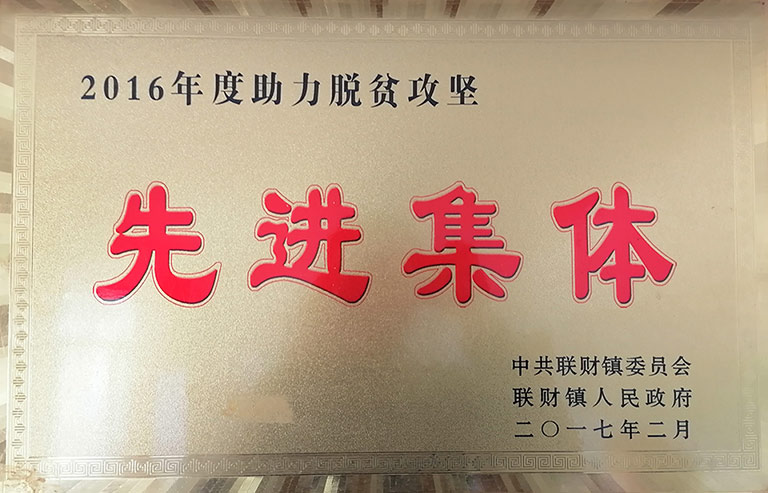 2016年度助力脱贫攻坚
先进集体
中共联财镇委员会
联财镇人民政府
二〇一七年二月